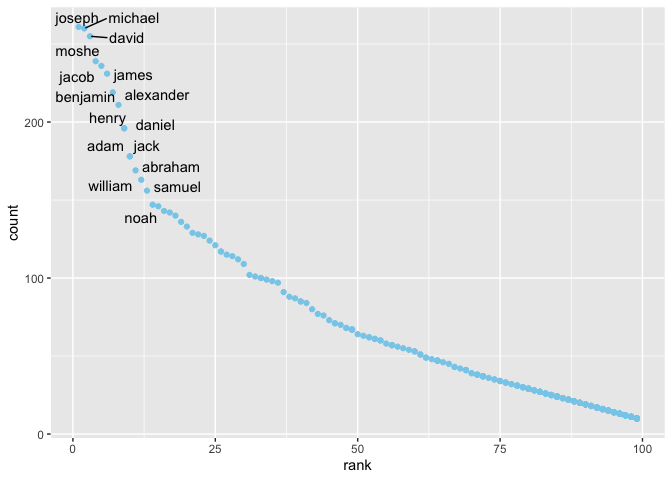 joseph
michael
david
moshe
jacob
james
benjamin
alexander
henry
daniel
adam
jack
abraham
william
samuel
noah
200
100
0
count
0
25
50
75
100
rank